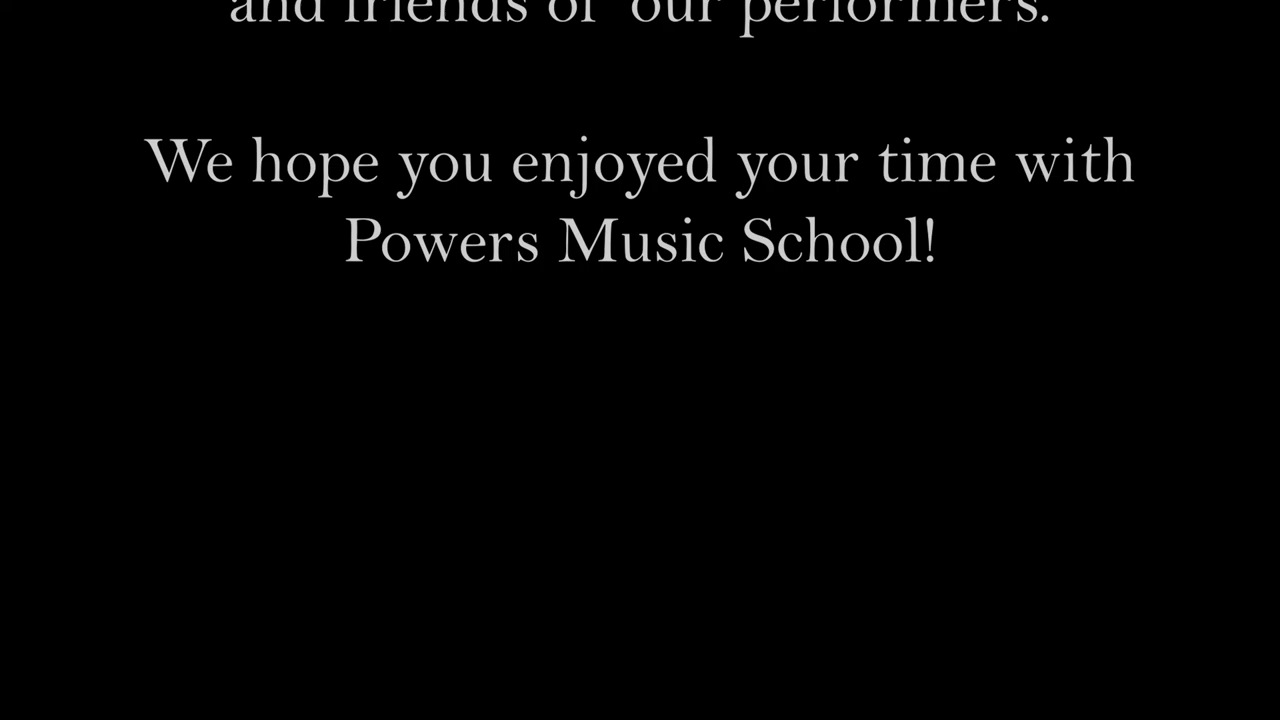 and friends of our performers.
We hope you enjoyed your time with
Powers Music School!